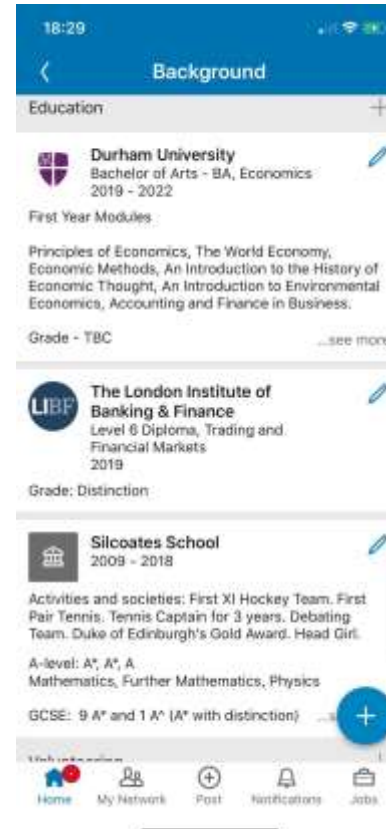 18:29
Background
Education
Durham University
Bachelor of Arts - BA, Economics
2019 - 2022
First Year Modules
Principles of Economics, The World Economy,
Economic Methods, An Introduction to the History of
Economic Thought, An Introduction to Environmental
Economics, Accounting and Finance in Business.
Grade - TBC
...see more
LIBF
The London Institute of
Banking & Finance
Level 6 Diploma, Trading and
Financial Markets
2019
Grade: Distinction
Silcoates School
2009 - 2018
Activities and societies: First XI Hockey Team. First
Pair Tennis. Tennis Captain for 3 years. Debating
Team. Duke of Edinburgh's Gold Award. Head Girl.
A-level: A*, A*, A
Mathematics, Further Mathematics, Physics
GCSE: 9 A* and 1 A^ (A* with distinction)
Volunteering
Home
My Network
Post
Notifications
Jobs